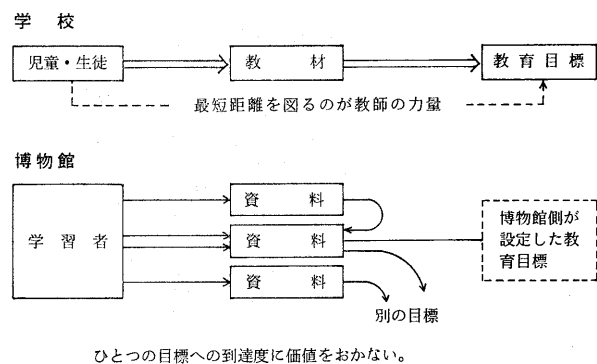 学校
児童・生徒 教材 教育目標
最短距離を図るのが教師の力量
博物館
学習者
資料
資料
資料
博物館側が
設定した教
育目標
別の目標
ひとつの目標への到達度に価値をおかない。